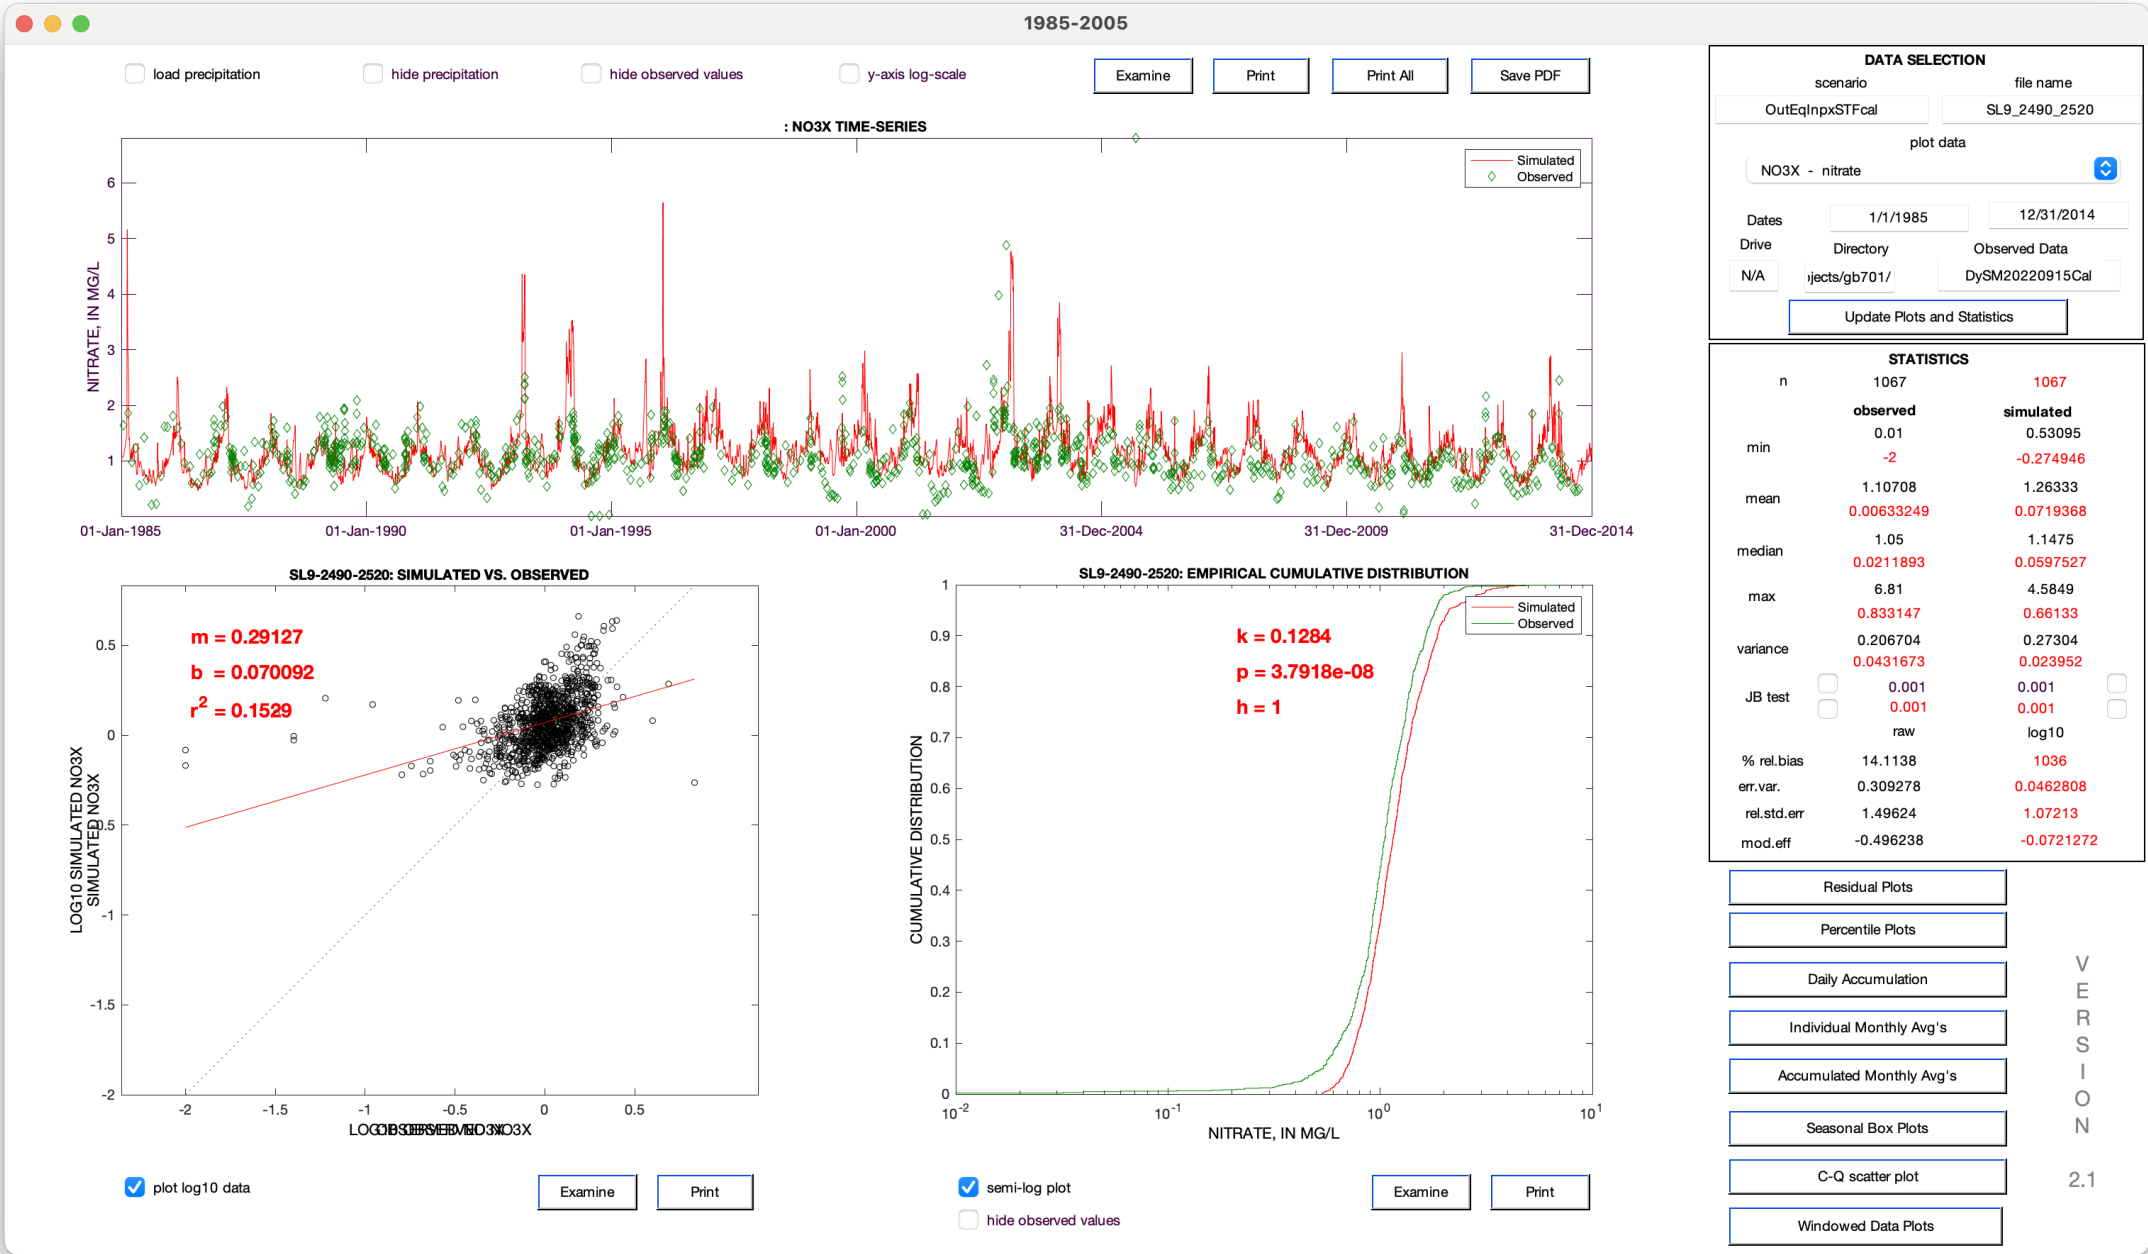 1985-2005
load precipitation
hide precipitation
hide observed values
y-axis log-scale
Examine
Print
Print All
Save PDF
: NO3X TIME-SERIES
Simulated
Observed
NITRATE, IN MG/L
6
5
4
3
2
1
01-Jan-1985
01-Jan-1990
01-Jan-1995
01-Jan-2000
31-Dec-2004
31-Dec-2009
31-Dec-2014
SL9-2490-2520: SIMULATED VS. OBSERVED
m = 0.29127
b = 0.070092
r2 = 0.1529
LOG10 SIMULATED NO3X
SIMULATED NO3X
0.5
0
-0.5
-1
-1.5
-2
-2
-1.5
-1
-0.5
0
0.5
plot log10 data
Examine
Print
SL9-2490-2520: EMPIRICAL CUMULATIVE DISTRIBUTION
Simulated
Observed
k = 0.1284
p = 3.7918e-08
h = 1
CUMULATIVE DISTRIBUTION
1
0.9
0.8
0.7
0.6
0.5
0.4
0.3
0.2
0.1
0
10-2
10-1
100
101
NITRATE, IN MG/L
semi-log plot
hide observed values
Examine
Print
DATA SELECTION
scenario
file name
OutEqInpxSTFcal
SL9_2490_2520
plot data
NO3X - nitrate
Dates
1/1/1985
12/31/2014
Drive
Directory
Observed Data
N/A
jects/gb701/
DySM20220915Cal
Update Plots and Statistics
STATISTICS
n
1067
1067
observed
simulated
min
0.01
0.53095
-2
-0.274946
mean
1.10708
1.26333
0.00633249
0.0719368
median
1.05
1.1475
0.0211893
0.0597527
max
6.81
4.5849
0.833147
0.66133
variance
0.206704
0.27304
0.0431673
0.023952
JB test
0.001
0.001
0.001
0.001
raw
log10
% rel.bias
14.1138
1036
err.var.
0.309278
0.0462808
rel.std.err
1.49624
1.07213
mod.eff
-0.496238
-0.0721272
Residual Plots
Percentile Plots
Daily Accumulation
Individual Monthly Avg's
Accumulated Monthly Avg's
Seasonal Box Plots
C-Q scatter plot
Windowed Data Plots
VERSION
2.1